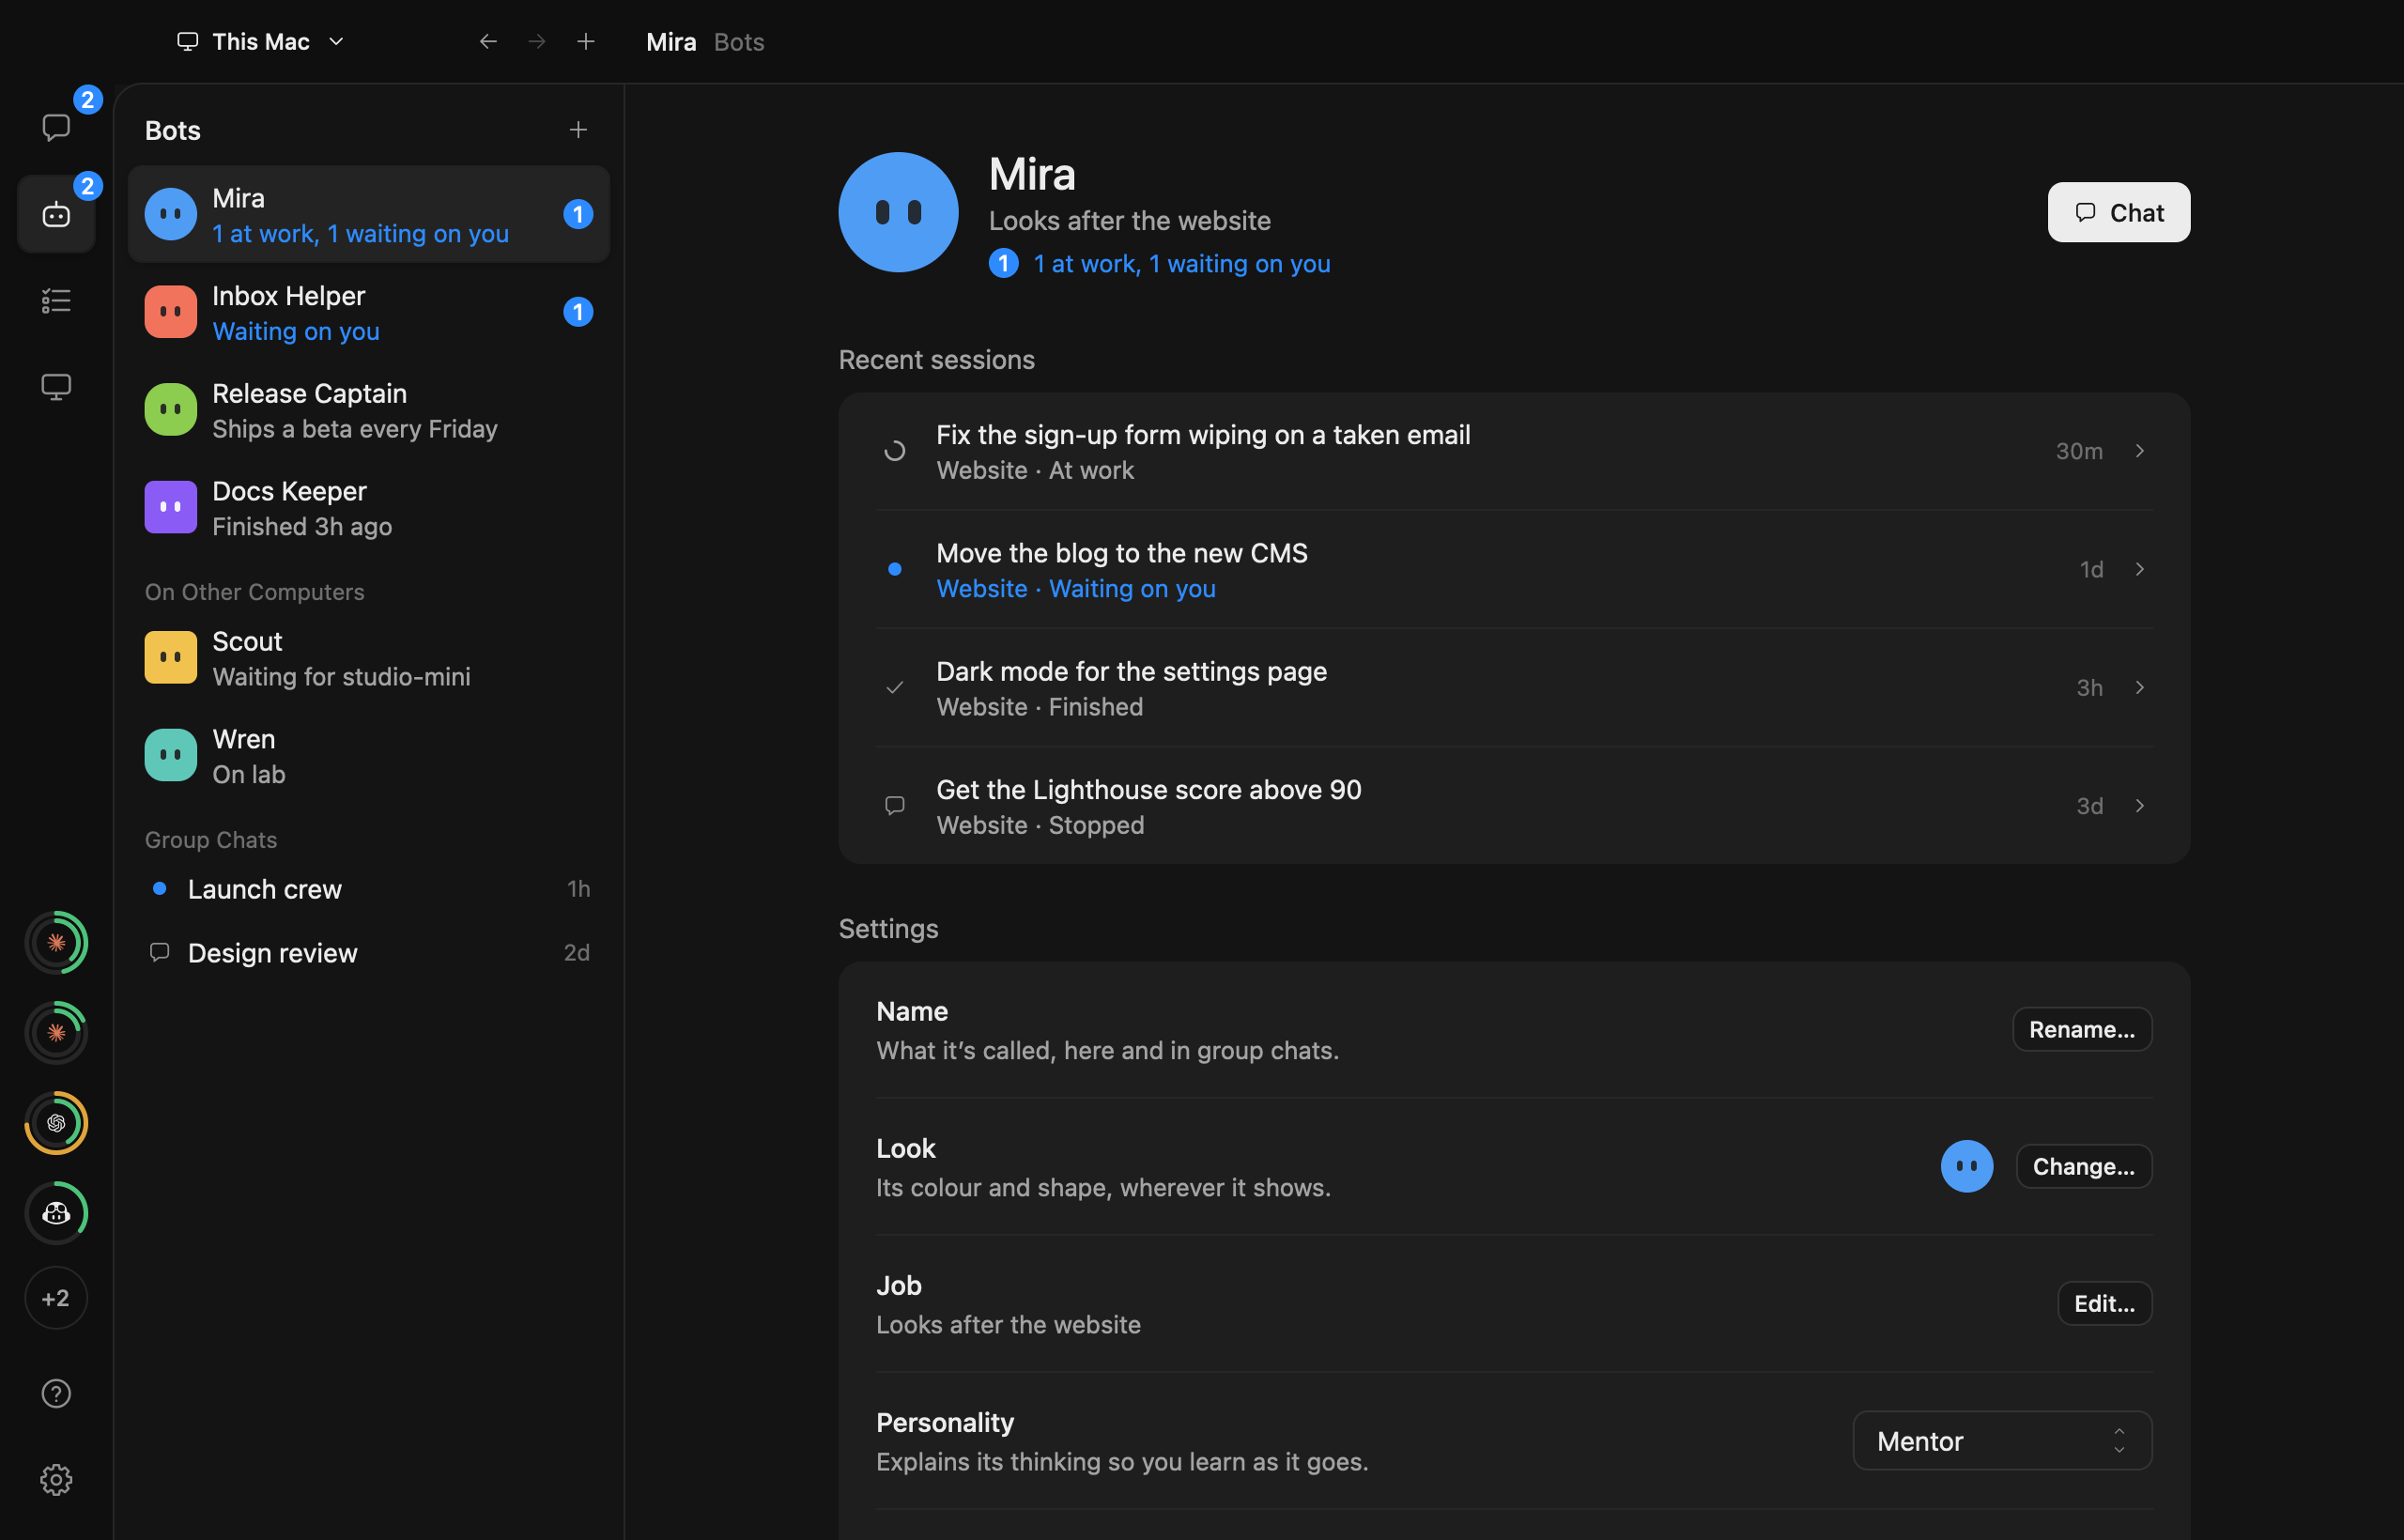 This Mac
Mira Bots
2
2
Bots
Mira
1 at work, 1 waiting on you
1
Inbox Helper
Waiting on you
1
Release Captain
Ships a beta every Friday
Docs Keeper
Finished 3h ago
On Other Computers
Scout
Waiting for studio-mini
Wren
On lab
Group Chats
Launch crew
1h
Design review
2d
+2
Mira
Looks after the website
1 1 at work, 1 waiting on you
Chat
Recent sessions
Fix the sign-up form wiping on a taken email
Website · At work
30m
Move the blog to the new CMS
Website · Waiting on you
1d
Dark mode for the settings page
Website · Finished
3h
Get the Lighthouse score above 90
Website · Stopped
3d
Settings
Name
What it’s called, here and in group chats.
Rename...
Look
Its colour and shape, wherever it shows.
Change...
Job
Looks after the website
Edit...
Personality
Explains its thinking so you learn as it goes.
Mentor